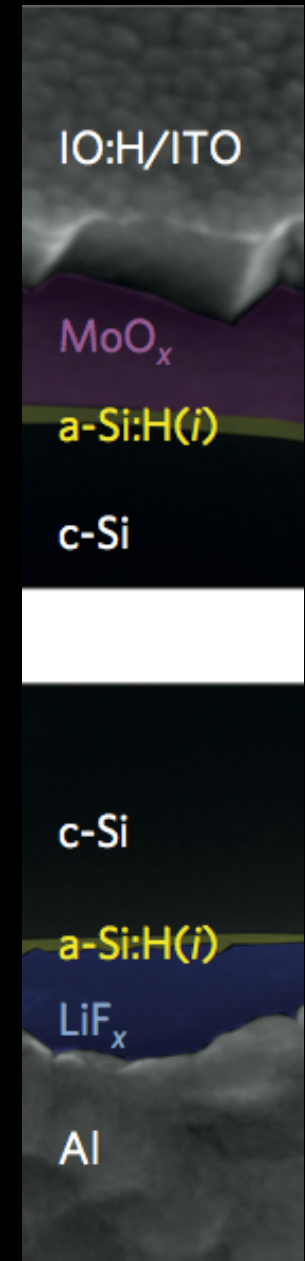 IO:H/ITO
MoOₓ
a-Si:H(i)
c-Si
c-Si
a-Si:H(i)
LiFₓ
Al